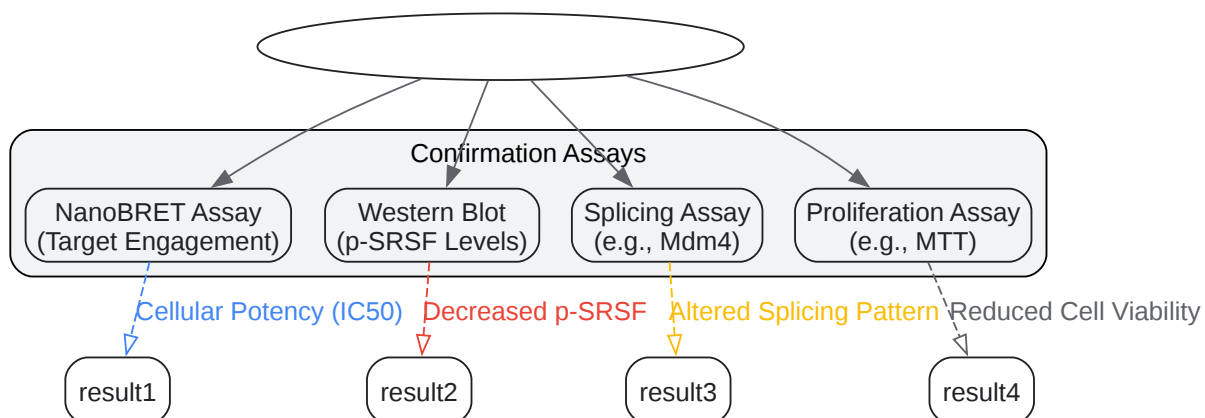 Confirmation Assays
NanoBRET Assay
(Target Engagement)
Western Blot
(p-SRSF Levels)
Splicing Assay
(e.g., Mdm4)
Proliferation Assay
(e.g., MTT)
Cellular Potency (IC50)
Decreased p-SRSF
Altered Splicing Pattern
Reduced Cell Viability
result1
result2
result3
result4